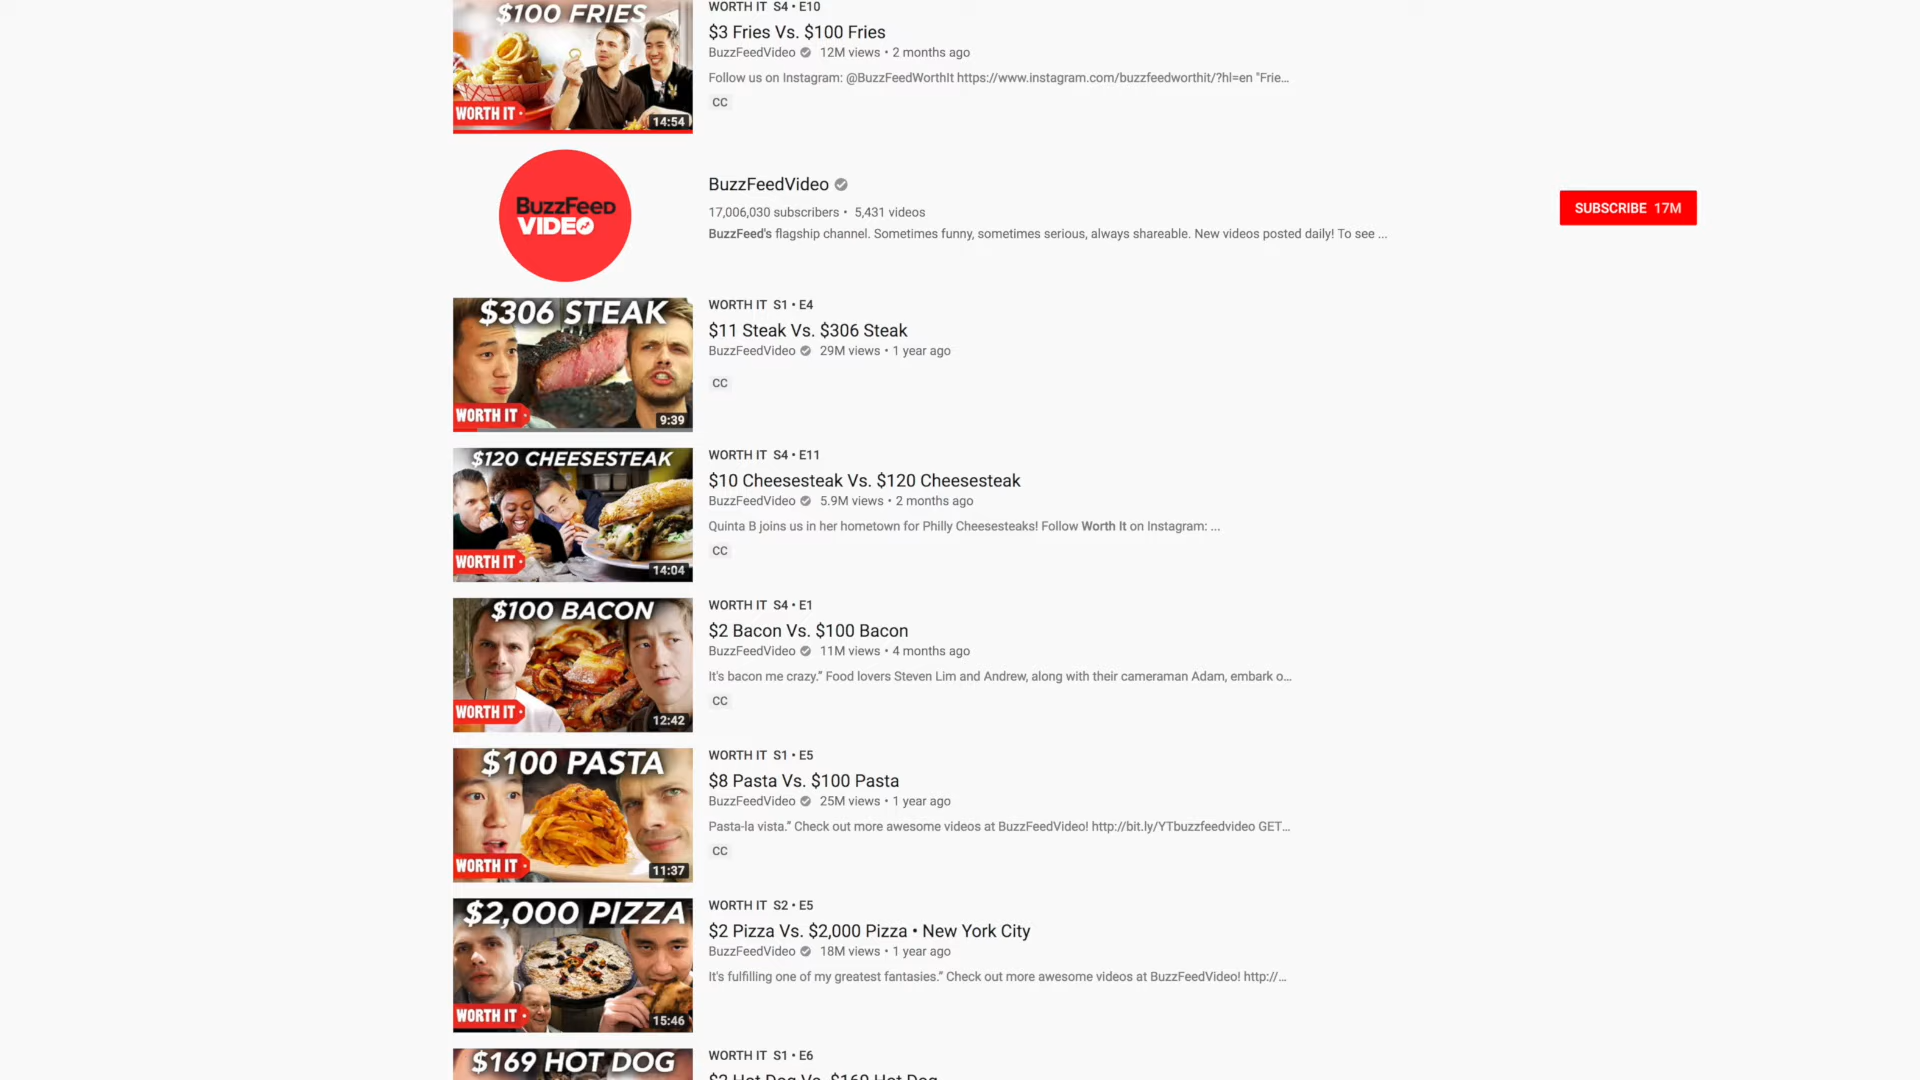 $100 FRIES
WORTH IT
14:54
WORTH IT S4 • E10
$3 Fries Vs. $100 Fries
BuzzFeedVideo 12M views • 2 months ago
Follow us on Instagram: @BuzzFeedWorthIt https://www.instagram.com/buzzfeedworthit/?hl=en "Frie...
CC
BuzzFeed
VIDEO
BuzzFeedVideo
17,006,030 subscribers • 5,431 videos
BuzzFeed's flagship channel. Sometimes funny, sometimes serious, always shareable. New videos posted daily! To see ...
SUBSCRIBE 17M
$306 STEAK
WORTH IT
9:39
WORTH IT S1 • E4
$11 Steak Vs. $306 Steak
BuzzFeedVideo 29M views • 1 year ago
CC
$120 CHEESESTEAK
WORTH IT
14:04
WORTH IT S4 • E11
$10 Cheesesteak Vs. $120 Cheesesteak
BuzzFeedVideo 5.9M views • 2 months ago
Quinta B joins us in her hometown for Philly Cheesesteaks! Follow Worth It on Instagram: ...
CC
$100 BACON
WORTH IT
12:42
WORTH IT S4 • E1
$2 Bacon Vs. $100 Bacon
BuzzFeedVideo 11M views • 4 months ago
It's bacon me crazy.” Food lovers Steven Lim and Andrew, along with their cameraman Adam, embark o...
CC
$100 PASTA
WORTH IT
11:37
WORTH IT S1 • E5
$8 Pasta Vs. $100 Pasta
BuzzFeedVideo 25M views • 1 year ago
Pasta-la vista.” Check out more awesome videos at BuzzFeedVideo! http://bit.ly/YTbuzzfeedvideo GET...
CC
$2,000 PIZZA
WORTH IT
15:46
WORTH IT S2 • E5
$2 Pizza Vs. $2,000 Pizza • New York City
BuzzFeedVideo 18M views • 1 year ago
It's fulfilling one of my greatest fantasies.” Check out more awesome videos at BuzzFeedVideo! http://...
$169 HOT DOG
WORTH IT S1 • E6
$2 Hot Dog Vs. $169 Hot Dog